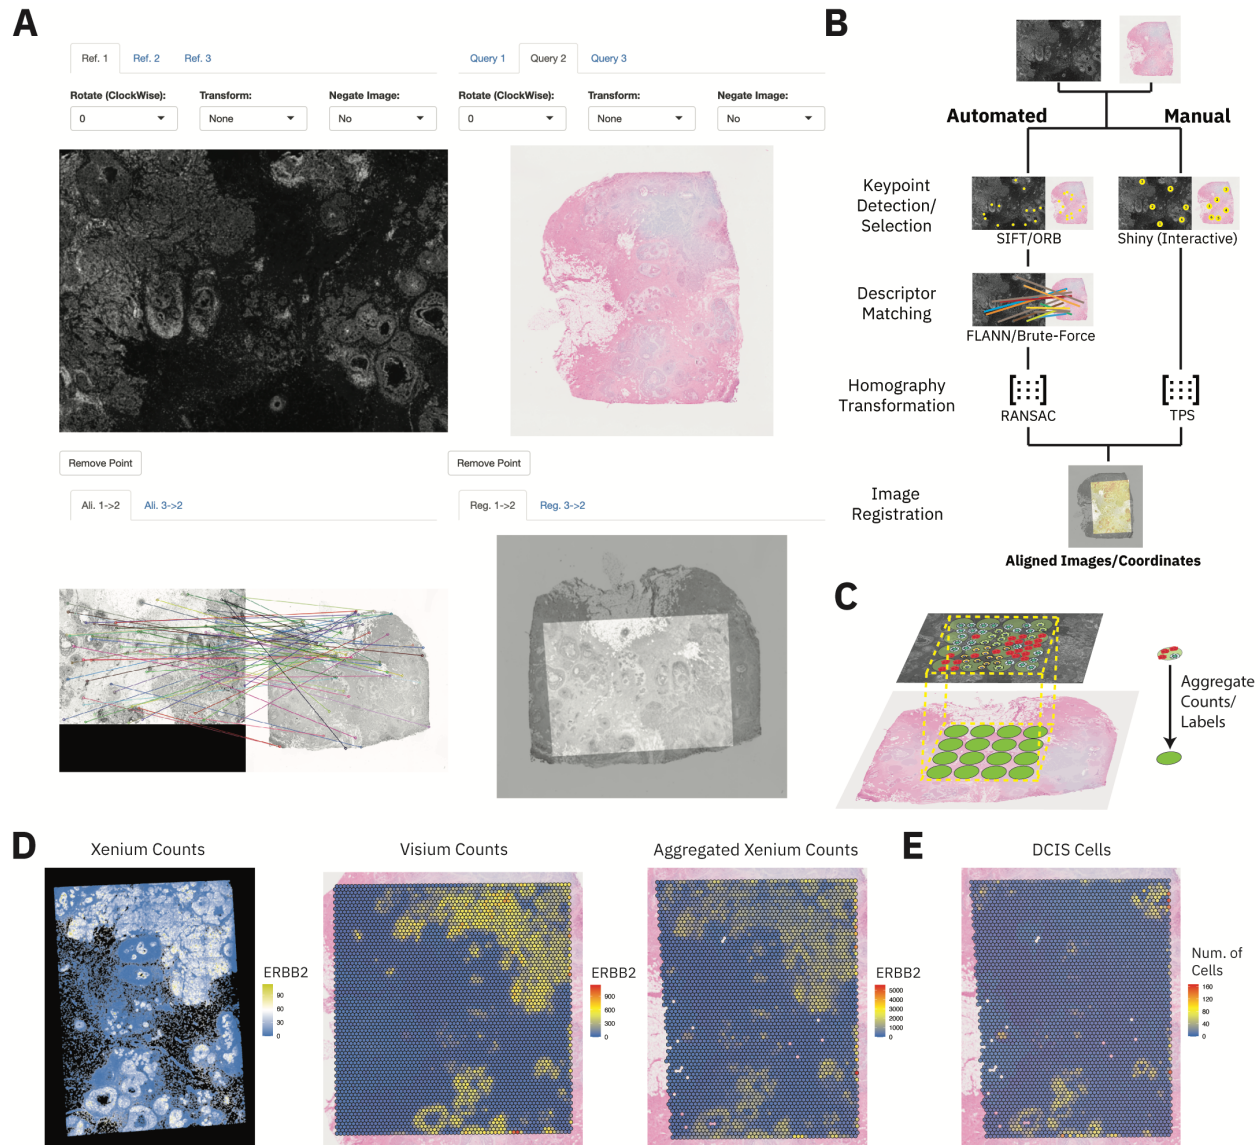 A
Ref. 1 Ref. 2 Ref. 3
Query 1 Query 2 Query 3
Rotate (ClockWise): Transform: Negate Image:
0 None No
Rotate (ClockWise): Transform: Negate Image:
0 None No
Remove Point
Remove Point
Ali. 1->2 Ali. 3->2
Reg. 1->2 Reg. 3->2
B
Automated Manual
Keypoint
Detection/
Selection
SIFT/ORB Shiny (Interactive)
Descriptor
Matching
FLANN/Brute-Force
Homography
Transformation
RANSAC TPS
Image
Registration
Aligned Images/Coordinates
C
Aggregate
Counts/
Labels
D
Xenium Counts
ERBB2
90
60
30
0
Visium Counts
ERBB2
900
600
300
0
Aggregated Xenium Counts
ERBB2
5000
4000
3000
2000
1000
0
E
DCIS Cells
Num. of
Cells
160
120
80
40
0